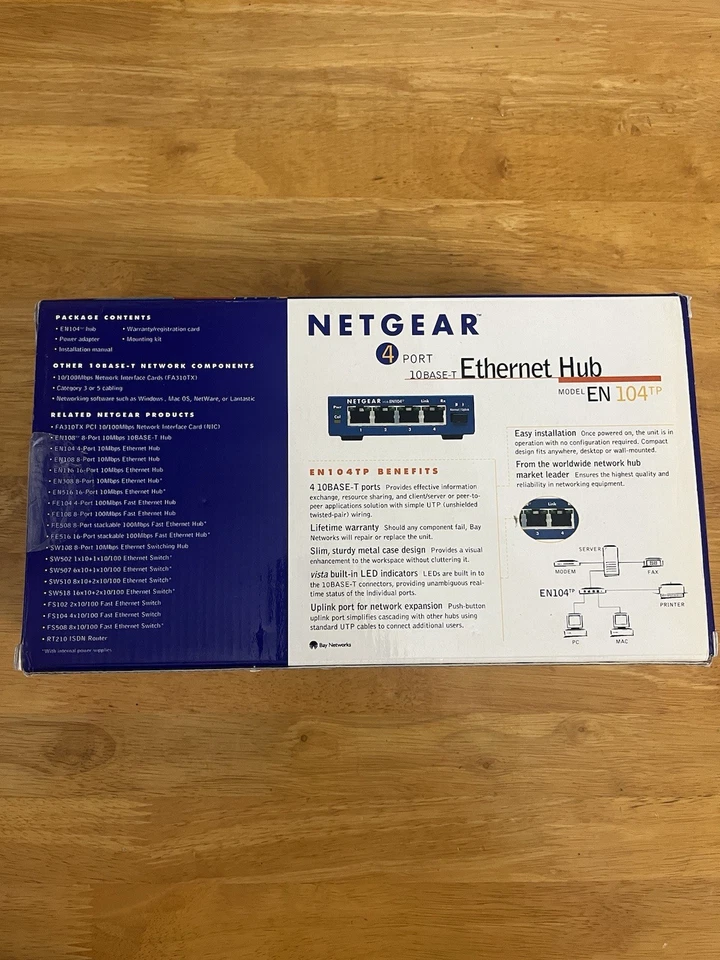 PACKAGE CONTENTS
• EN104™ hub
• Warranty/registration card
• Power adapter
• Mounting kit
• Installation manual
OTHER 10BASE-T NETWORK COMPONENTS
• 10/100Mbps Network Interface Cards (FA310TX)
• Category 3 or 5 cabling
• Networking software such as Windows, Mac OS, NetWare, or Lantastic
RELATED NETGEAR PRODUCTS
• FA310TX PCI 10/100Mbps Network Interface Card (NIC)
• EN108™ 8-Port 10Mbps 10BASE-T Hub
• EN104 4-Port 10Mbps Ethernet Hub
• EN108 8-Port 10Mbps Ethernet Hub
• EN116 16-Port 10Mbps Ethernet Hub
• EN308 8-Port 10Mbps Ethernet Hub*
• EN516 16-Port 10Mbps Ethernet Hub*
• FE104 4-Port 100Mbps Fast Ethernet Hub
• FE108 8-Port 100Mbps Fast Ethernet Hub
• FE508 8-Port stackable 100Mbps Fast Ethernet Hub*
• FE516 16-Port stackable 100Mbps Fast Ethernet Hub*
• SW108 8-Port 10Mbps Ethernet Switching Hub
• SW502 1x10+1x10/100 Ethernet Switch*
• SW507 6x10+1x10/100 Ethernet Switch*
• SW510 8x10+2x10/100 Ethernet Switch*
• SW518 16x10+2x10/100 Ethernet Switch*
• FS102 2x10/100 Fast Ethernet Switch
• FS104 4x10/100 Fast Ethernet Switch
• FS508 8x10/100 Fast Ethernet Switch*
• RT210 ISDN Router
*With internal power supplies
NETGEAR™
4 PORT
10BASE-T Ethernet Hub
MODEL EN 104TP
NETGEAR
Link
Rx
Pwr
Col
1 2 3 4
EN104TP BENEFITS
4 10BASE-T ports Provides effective information
exchange, resource sharing, and client/server or peer-to-
peer applications solution with simple UTP (unshielded
twisted-pair) wiring.
Lifetime warranty Should any component fail, Bay
Networks will repair or replace the unit.
Slim, sturdy metal case design Provides a visual
enhancement to the workspace without cluttering it.
vista built-in LED indicators LEDs are built in to
the 10BASE-T connectors, providing unambiguous real-
time status of the individual ports.
Uplink port for network expansion Push-button
uplink port simplifies cascading with other hubs using
standard UTP cables to connect additional users.
Bay Networks
Easy installation Once powered on, the unit is in
operation with no configuration required. Compact
design fits anywhere, desktop or wall-mounted.
From the worldwide network hub
market leader Ensures the highest quality and
reliability in networking equipment.
Link
3 4
SERVER
MODEM
FAX
EN104TP
PRINTER
PC
MAC